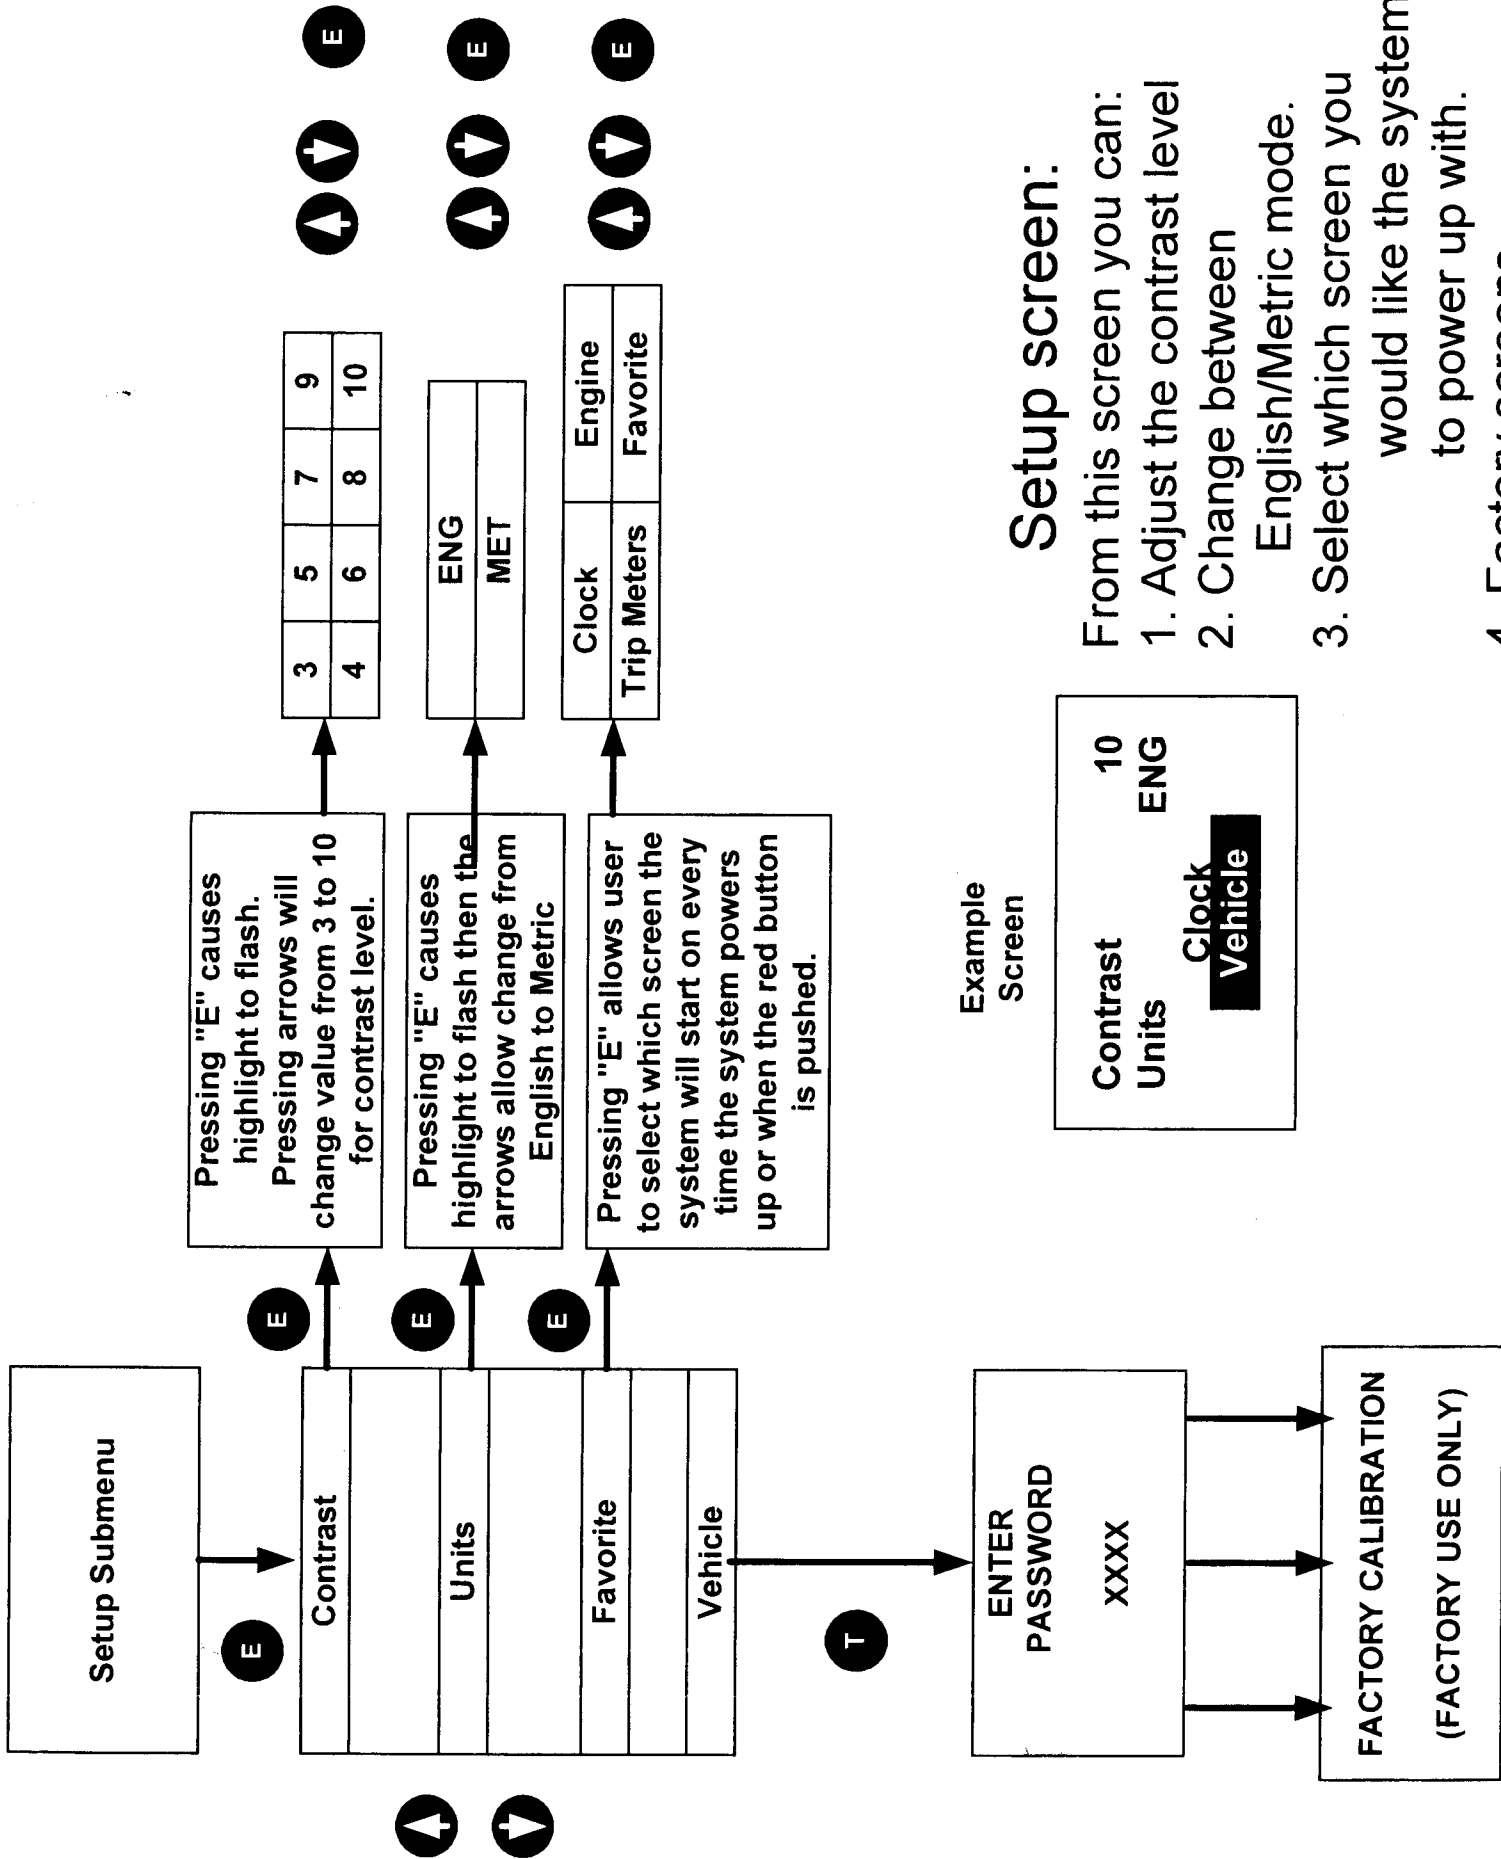 Setup Submenu
E
Contrast
Units
Favorite
Vehicle
E
Pressing "E" causes
highlight to flash.
Pressing arrows will
change value from 3 to 10
for contrast level.
3 5 7 9
4 6 8 10
E
E
Pressing "E" causes
highlight to flash then the
arrows allow change from
English to Metric
ENG
MET
E
E
Pressing "E" allows user
to select which screen the
system will start on every
time the system powers
up or when the red button
is pushed.
Clock Engine
Trip Meters Favorite
E
T
ENTER
PASSWORD
XXXX
FACTORY CALIBRATION
(FACTORY USE ONLY)
Example
Screen
Contrast 10
Units ENG
Clock
Vehicle
Setup screen:
From this screen you can:
1. Adjust the contrast level
2. Change between
English/Metric mode.
3. Select which screen you
would like the system
to power up with.
4. Factory screens